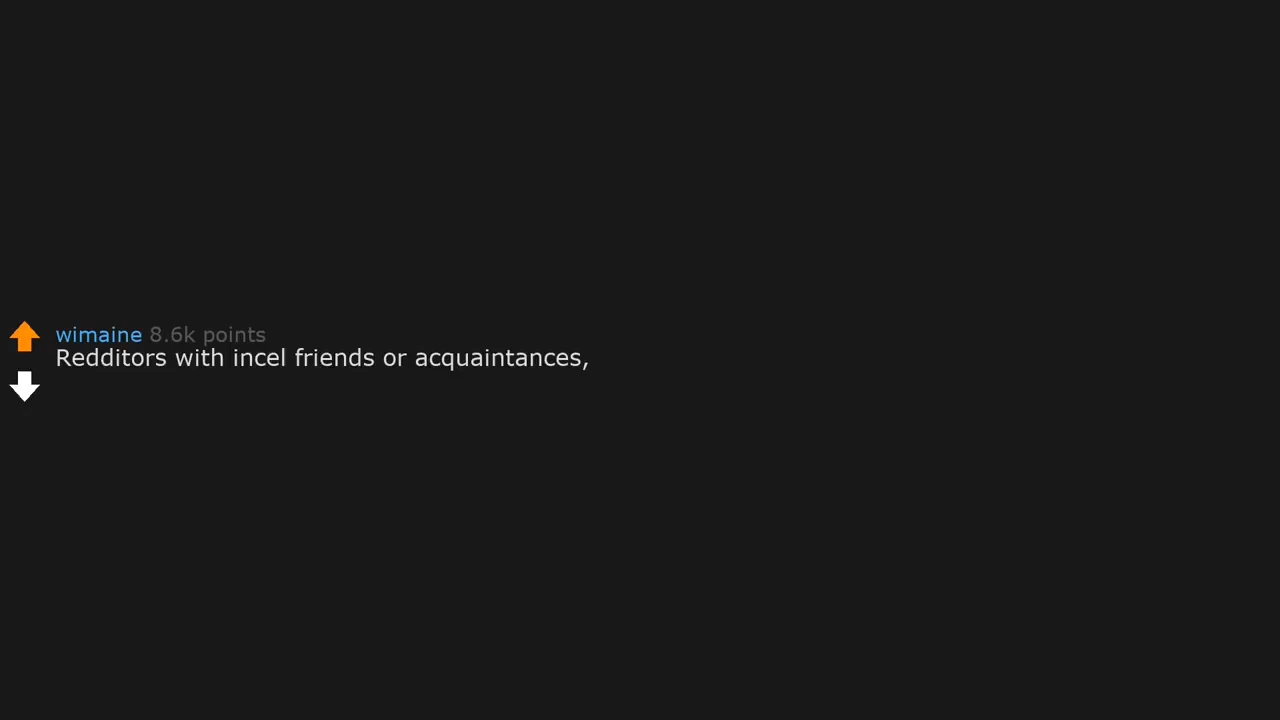 wimaine 8.6k points
Redditors with incel friends or acquaintances,